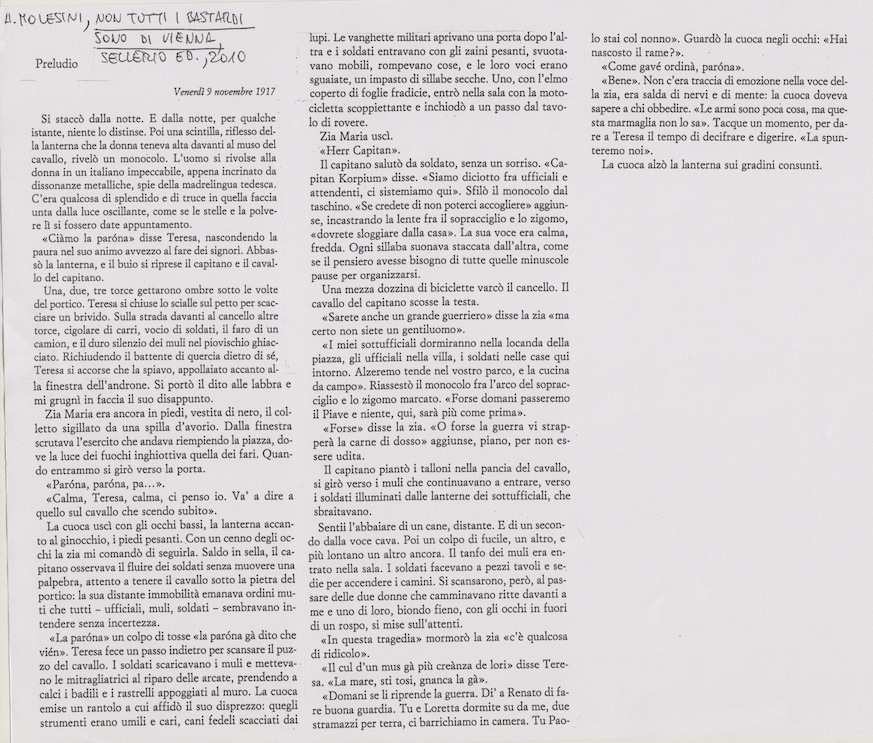 A. MOLESINI, NON TUTTI I BASTARDI
SONO DI VIENNA,
SELLERIO ED., 2010
Preludio
Venerdì 9 novembre 1917
Si staccò dalla notte. E dalla notte, per qualche
istante, niente lo distinse. Poi una scintilla, riflesso del-
la lanterna che la donna teneva alta davanti al muso del
cavallo, rivelò un monocolo. L'uomo si rivolse alla
donna in un italiano impeccabile, appena incrinato da
dissonanze metalliche, spie della madrelingua tedesca.
C'era qualcosa di splendido e di truce in quella faccia
unta dalla luce oscillante, come se le stelle e la polve-
re lì si fossero date appuntamento.
«Ciàmo la paróna» disse Teresa, nascondendo la
paura nel suo animo avvezzo al fare dei signori. Abbas-
sò la lanterna, e il buio si riprese il capitano e il caval-
lo del capitano.
Una, due, tre torce gettarono ombre sotto le volte
del portico. Teresa si chiuse lo scialle sul petto per scac-
ciare un brivido. Sulla strada davanti al cancello altre
torce, cigolare di carri, vocio di soldati, il faro di un
camion, e il duro silenzio dei muli nel piovischio ghiac-
ciato. Richiudendo il battente di quercia dietro di sé,
Teresa si accorse che la spiavo, appollaiato accanto al-
la finestra dell'androne. Si portò il dito alle labbra e
mi grugnì in faccia il suo disappunto.
Zia Maria era ancora in piedi, vestita di nero, il col-
letto sigillato da una spilla d'avorio. Dalla finestra
scrutava l'esercito che andava riempiendo la piazza, do-
ve la luce dei fuochi inghiottiva quella dei fari. Quan-
do entrammo si girò verso la porta.
«Paróna, paróna, pa...».
«Calma, Teresa, calma, ci penso io. Va' a dire a
quello sul cavallo che scendo subito».
La cuoca uscì con gli occhi bassi, la lanterna accan-
to al ginocchio, i piedi pesanti. Con un cenno degli oc-
chi la zia mi comandò di seguirla. Saldo in sella, il ca-
pitano osservava il fluire dei soldati senza muovere una
palpebra, attento a tenere il cavallo sotto la pietra del
portico: la sua distante immobilità emanava ordini mu-
ti che tutti – ufficiali, muli, soldati – sembravano in-
tendere senza incertezza.
«La paróna» un colpo di tosse «la paróna gà dito che
vién». Teresa fece un passo indietro per scansare il puz-
zo del cavallo. I soldati scaricavano i muli e metteva-
no le mitragliatrici al riparo delle arcate, prendendo a
calci i badili e i rastrelli appoggiati al muro. La cuoca
emise un rantolo a cui affidò il suo disprezzo: quegli
strumenti erano umili e cari, cani fedeli scacciati dai
lupi. Le vanghette militari aprivano una porta dopo l'al-
tra e i soldati entravano con gli zaini pesanti, svuota-
vano mobili, rompevano cose, e le loro voci erano
sguaiate, un impasto di sillabe secche. Uno, con l'elmo
coperto di foglie fradicie, entrò nella sala con la moto-
cicletta scoppiettante e inchiodò a un passo dal tavo-
lo di rovere.
Zia Maria uscì.
«Herr Capitan».
Il capitano salutò da soldato, senza un sorriso. «Ca-
pitan Korpium» disse. «Siamo diciotto fra ufficiali e
attendenti, ci sistemiamo qui». Sfilò il monocolo dal
taschino. «Se credete di non poterci accogliere» aggiun-
se, incastrando la lente fra il sopracciglio e lo zigomo,
«dovrete sloggiare dalla casa». La sua voce era calma,
fredda. Ogni sillaba suonava staccata dall'altra, come
se il pensiero avesse bisogno di tutte quelle minuscole
pause per organizzarsi.
Una mezza dozzina di biciclette varcò il cancello. Il
cavallo del capitano scosse la testa.
«Sarete anche un grande guerriero» disse la zia «ma
certo non siete un gentiluomo».
«I miei sottufficiali dormiranno nella locanda della
piazza, gli ufficiali nella villa, i soldati nelle case qui
intorno. Alzeremo tende nel vostro parco, e la cucina
da campo». Riassestò il monocolo fra l'arco del soprac-
ciglio e lo zigomo marcato. «Forse domani passeremo
il Piave e niente, qui, sarà più come prima».
«Forse» disse la zia. «O forse la guerra vi strap-
perà la carne di dosso» aggiunse, piano, per non es-
sere udita.
Il capitano piantò i talloni nella pancia del cavallo,
si girò verso i muli che continuavano a entrare, verso
i soldati illuminati dalle lanterne dei sottufficiali, che
sbraitavano.
Sentii l'abbaiare di un cane, distante. E di un secon-
do dalla voce cava. Poi un colpo di fucile, un altro, e
più lontano un altro ancora. Il tanfo dei muli era en-
trato nella sala. I soldati facevano a pezzi tavoli e se-
die per accendere i camini. Si scansarono, però, al pas-
sare delle due donne che camminavano ritte davanti a
me e uno di loro, biondo fieno, con gli occhi in fuori
di un rospo, si mise sull'attenti.
«In questa tragedia» mormorò la zia «c'è qualcosa
di ridicolo».
«Il cul d'un mus gà più creànza de lori» disse Tere-
sa. «La mare, sti tosi, gnanca la gà».
«Domani se li riprende la guerra. Di' a Renato di fa-
re buona guardia. Tu e Loretta dormite su da me, due
stramazzi per terra, ci barrichiamo in camera. Tu Pao-
lo stai col nonno». Guardò la cuoca negli occhi: «Hai
nascosto il rame?».
«Come gavé ordinà, paróna».
«Bene». Non c'era traccia di emozione nella voce del-
la zia, era salda di nervi e di mente: la cuoca doveva
sapere a chi obbedire. «Le armi sono poca cosa, ma que-
sta marmaglia non lo sa». Tacque un momento, per da-
re a Teresa il tempo di decifrare e digerire. «La spun-
teremo noi».
La cuoca alzò la lanterna sui gradini consunti.